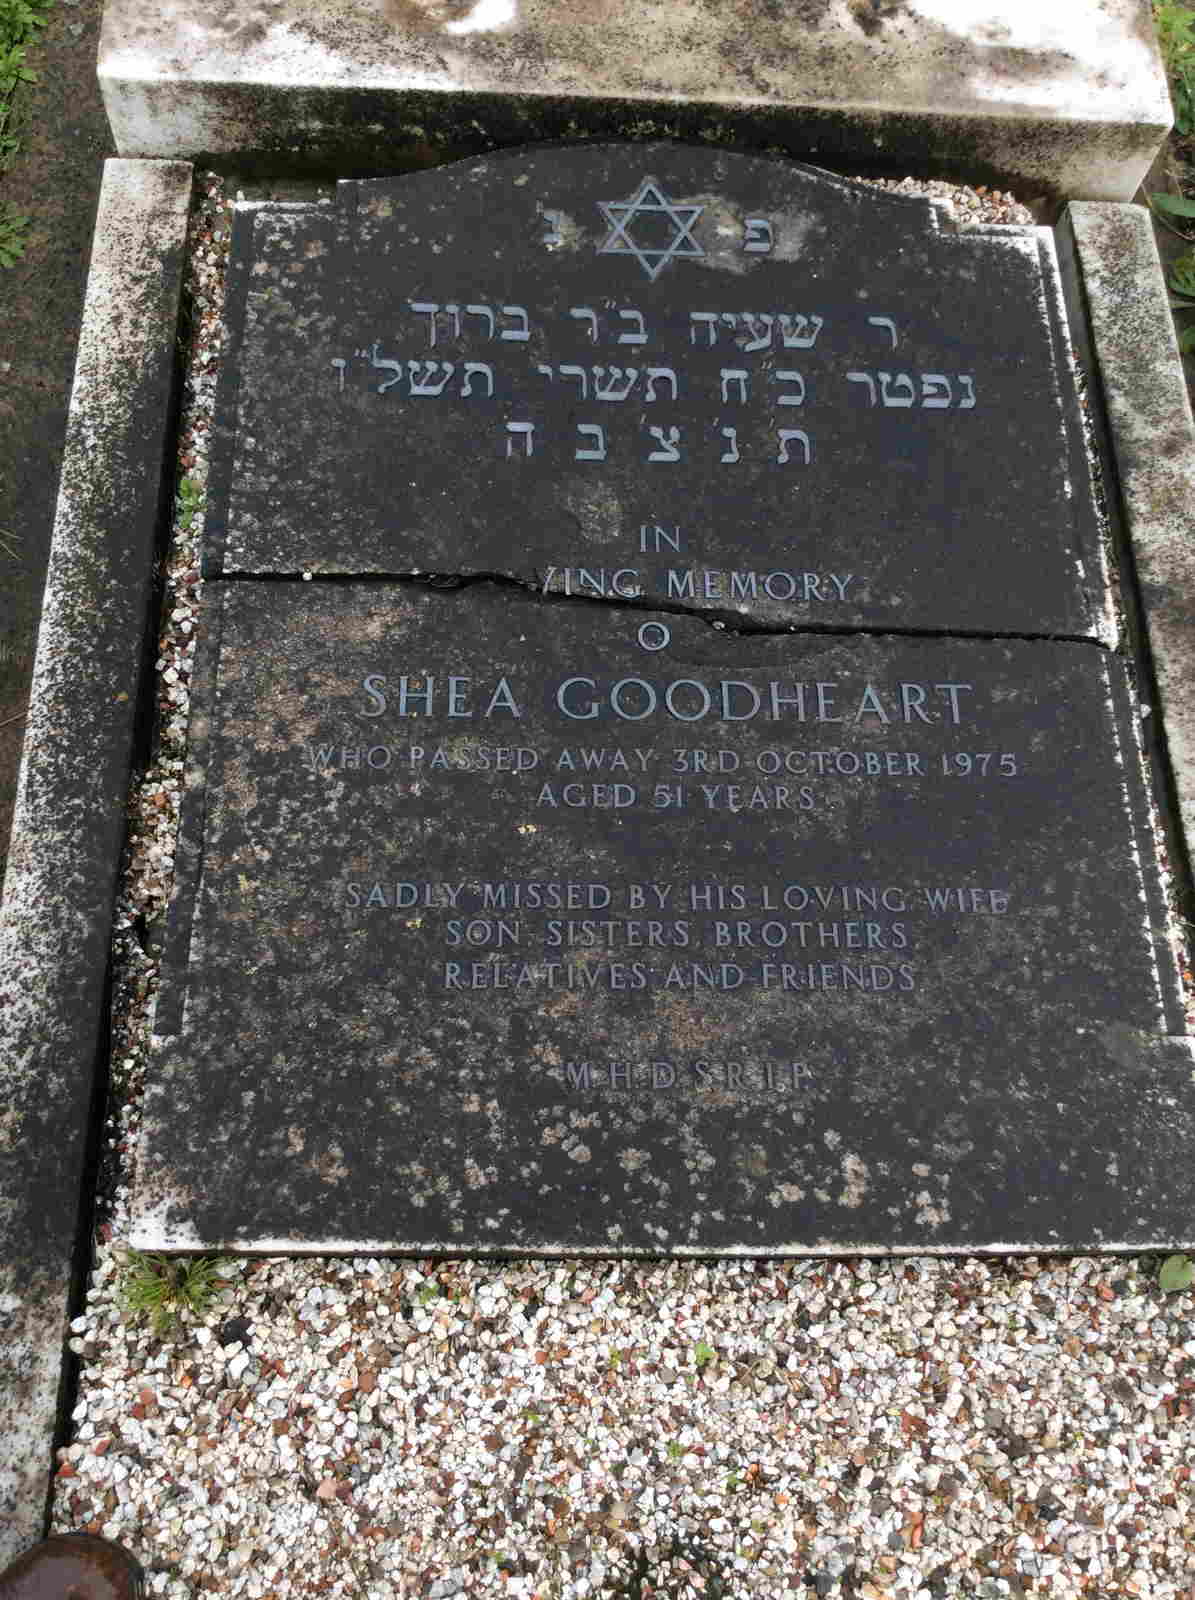 פ נ
ר שעיה ב"ר ברוך
נפטר כ"ח תשרי תשל"ו
ת' נ' צ' ב' ה
IN
MEMORY
O
SHEA GOODHEART
WHO PASSED AWAY 3RD OCTOBER 1975
AGED 51 YEARS
SADLY MISSED BY HIS LOVING WIFE
SON, SISTERS, BROTHERS
RELATIVES AND FRIENDS
M.H.D.S.R.I.P.